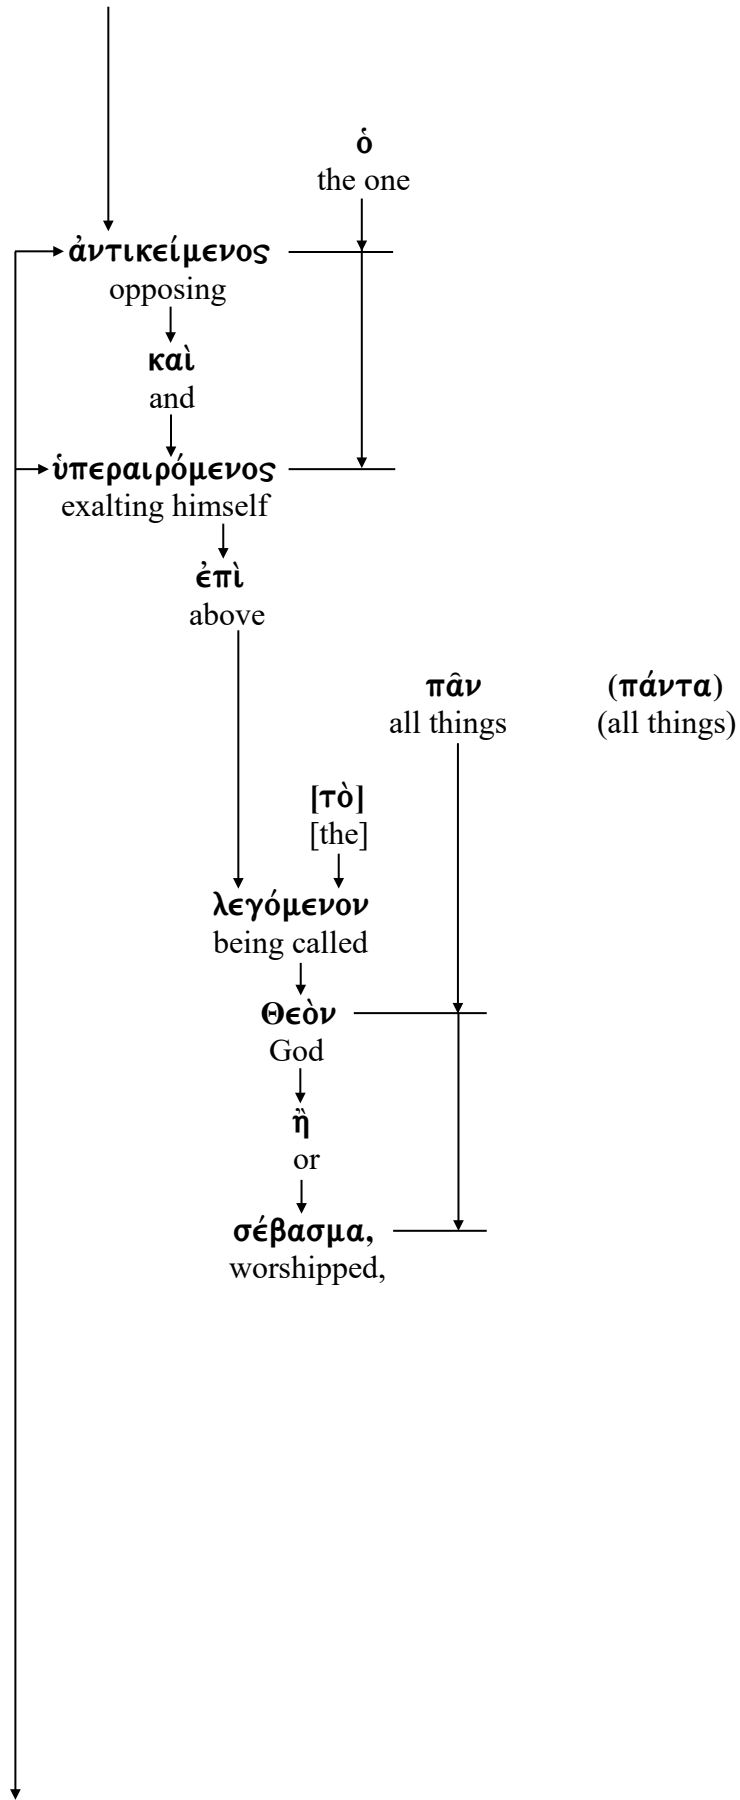 ὁ
the one
ἀντικείμενος
opposing
καὶ
and
ὑπεραιρόμενος
exalting himself
ἐπὶ
above
πᾶν (πάντα)
all things (all things)
[τὸ]
[the]
λεγόμενον
being called
Θεὸν
God
ἢ
or
σέβασμα,
worshipped,